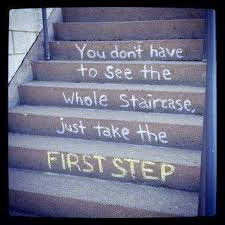 You don't have
to see the
Whole Staircase,
just take the
FIRST STEP